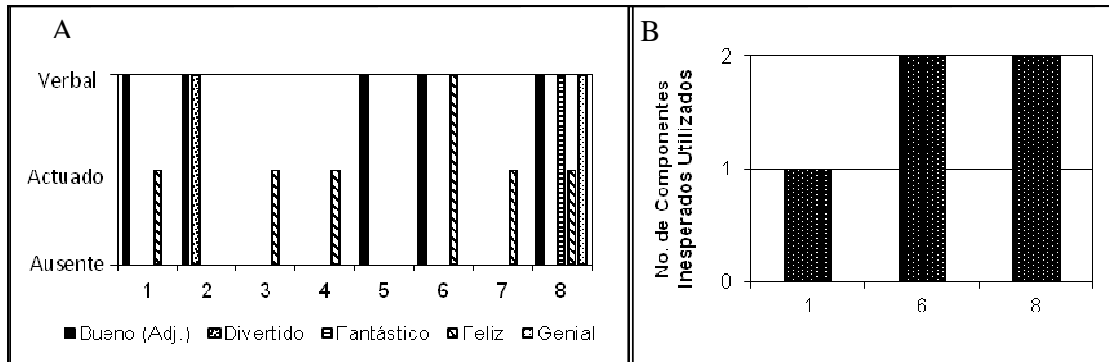 A
Verbal
Actuado
Ausente
1 2 3 4 5 6 7 8
Bueno (Adj.) Divertido Fantástico Feliz Genial
B
No. de Componentes
Inesperados Utilizados
2
1
0
1 6 8